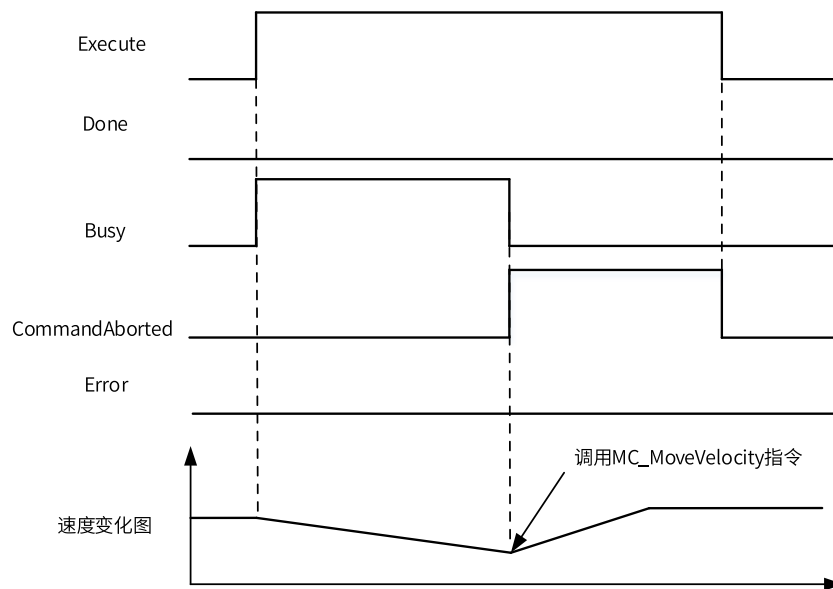 Execute
Done
Busy
CommandAborted
Error
调用MC_MoveVelocity指令
速度变化图